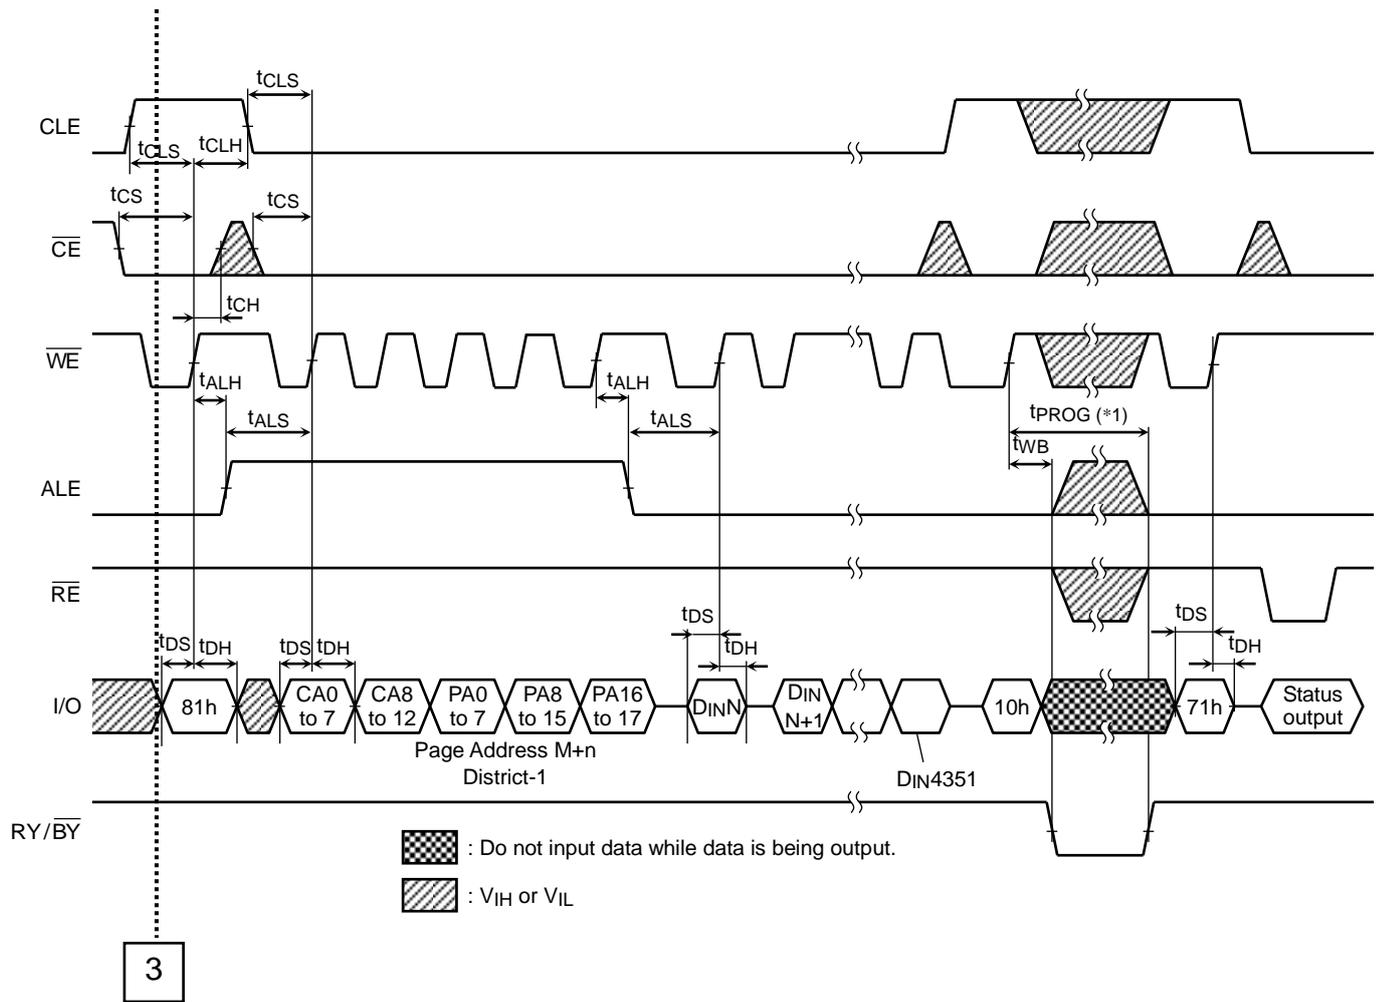 tCLS
CLE
tCLS
tCLH
tCS
tCS
CE
tCH
WE
tALH
tALH
tPROG (*1)
tALS
tALS
tWB
ALE
RE
tDS
tDH
tDS
tDH
tDS
tDH
tDS
tDH
I/O
81h
CA0 to 7
CA8 to 12
PA0 to 7
PA8 to 15
PA16 to 17
DINN
DIN N+1
10h
71h
Status output
Page Address M+n
District-1
DIN4351
RY/BY
: Do not input data while data is being output.
: VIH or VIL
3